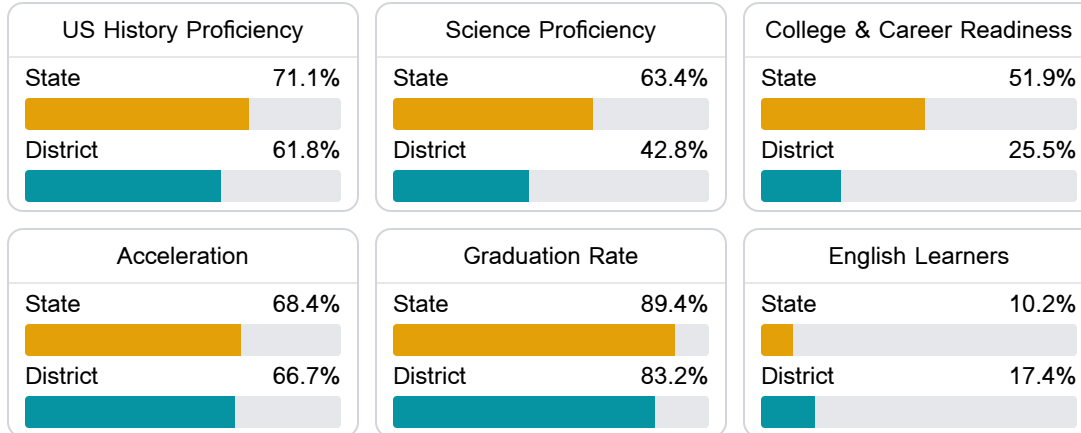 US History Proficiency
State 71.1%
District 61.8%
Science Proficiency
State 63.4%
District 42.8%
College & Career Readiness
State 51.9%
District 25.5%
Acceleration
State 68.4%
District 66.7%
Graduation Rate
State 89.4%
District 83.2%
English Learners
State 10.2%
District 17.4%